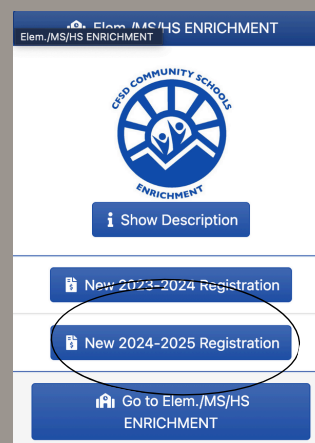 Elem./MS/HS ENRICHMENT
Elem./MS/HS ENRICHMENT
CFSD COMMUNITY SCHOOLS
ENRICHMENT
Show Description
New 2023-2024 Registration
New 2024-2025 Registration
Go to Elem./MS/HS
ENRICHMENT